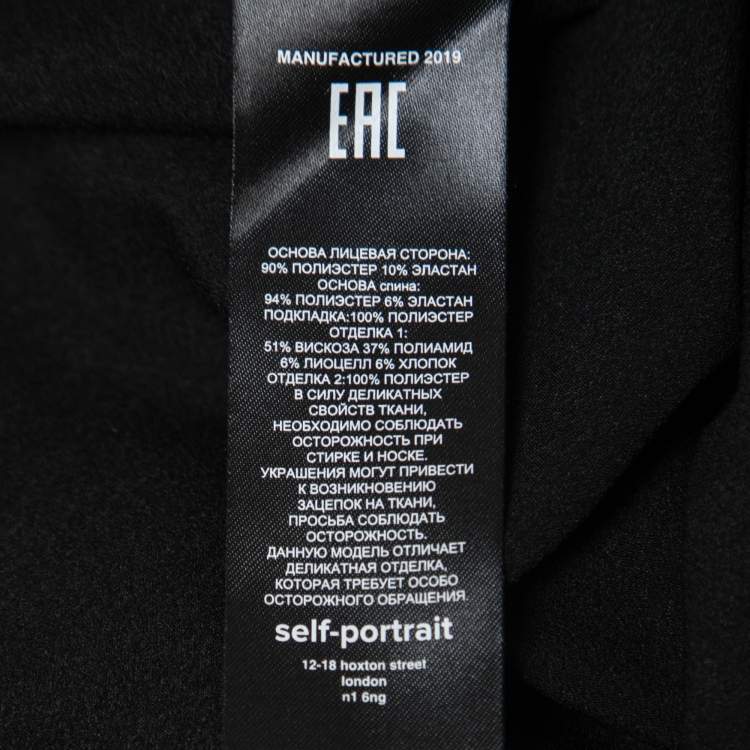 MANUFACTURED 2019
EAC
ОСНОВА ЛИЦЕВАЯ СТОРОНА:
90% ПОЛИЭСТЕР 10% ЭЛАСТАН
ОСНОВА спина:
94% ПОЛИЭСТЕР 6% ЭЛАСТАН
ПОДКЛАДКА:100% ПОЛИЭСТЕР
ОТДЕЛКА 1:
51% ВИСКОЗА 37% ПОЛИАМИД
6% ЛИОЦЕЛЛ 6% ХЛОПОК
ОТДЕЛКА 2:100% ПОЛИЭСТЕР
В СИЛУ ДЕЛИКАТНЫХ
СВОЙСТВ ТКАНИ,
НЕОБХОДИМО СОБЛЮДАТЬ
ОСТОРОЖНОСТЬ ПРИ
СТИРКЕ И НОСКЕ.
УКРАШЕНИЯ МОГУТ ПРИВЕСТИ
К ВОЗНИКНОВЕНИЮ
ЗАЦЕПОК НА ТКАНИ,
ПРОСЬБА СОБЛЮДАТЬ
ОСТОРОЖНОСТЬ.
ДАННУЮ МОДЕЛЬ ОТЛИЧАЕТ
ДЕЛИКАТНАЯ ОТДЕЛКА,
КОТОРАЯ ТРЕБУЕТ ОСОБО
ОСТОРОЖНОГО ОБРАЩЕНИЯ.
self-portrait
12-18 hoxton street
london
n1 6ng